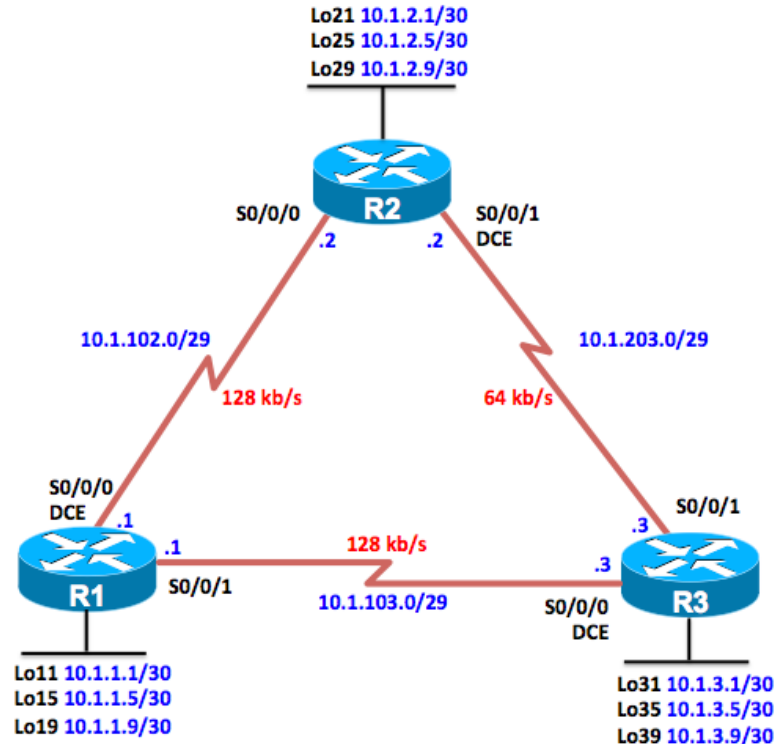 Lo21 10.1.2.1/30
Lo25 10.1.2.5/30
Lo29 10.1.2.9/30
R2
S0/0/0
S0/0/1
DCE
.2
.2
10.1.102.0/29
10.1.203.0/29
128 kb/s
64 kb/s
S0/0/0
DCE
.1
S0/0/1
.3
.1
128 kb/s
.3
R1
S0/0/1
10.1.103.0/29
S0/0/0
DCE
R3
Lo11 10.1.1.1/30
Lo15 10.1.1.5/30
Lo19 10.1.1.9/30
Lo31 10.1.3.1/30
Lo35 10.1.3.5/30
Lo39 10.1.3.9/30